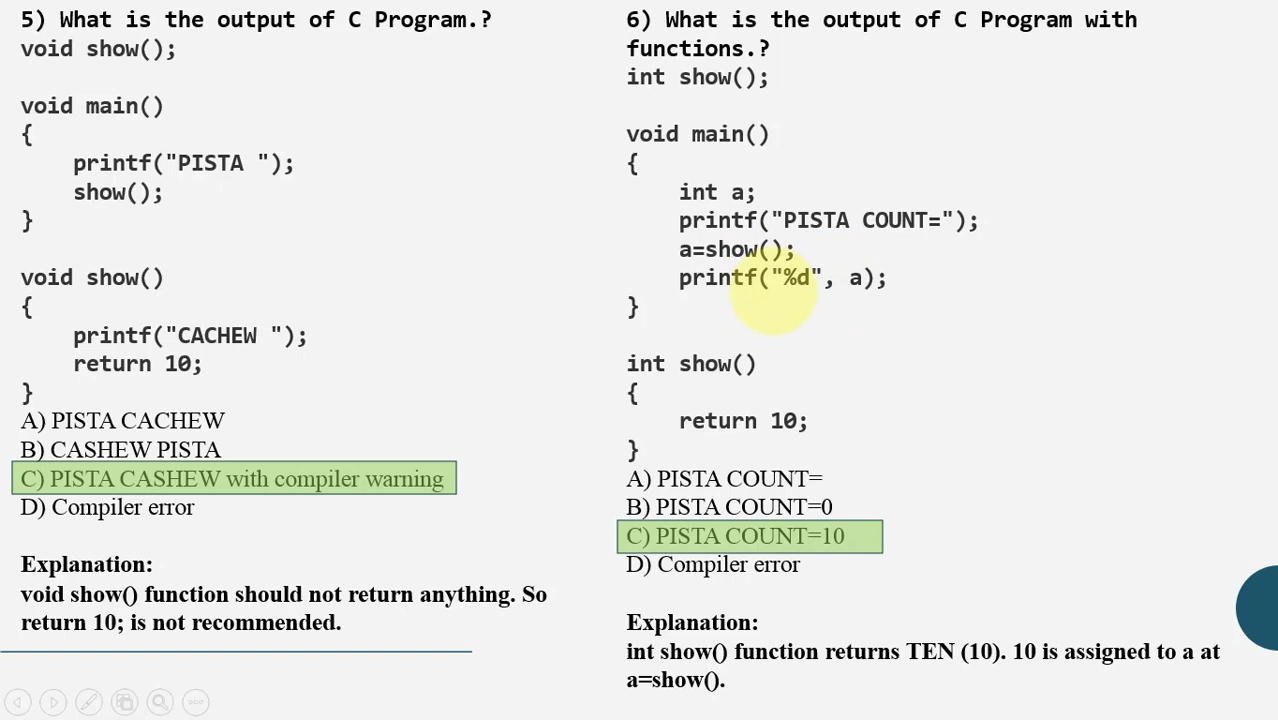 5) What is the output of C Program.?
void show();
void main()
{
printf("PISTA ");
show();
}
void show()
{
printf("CACHEW ");
return 10;
}
A) PISTA CACHEW
B) CASHEW PISTA
C) PISTA CASHEW with compiler warning
D) Compiler error
Explanation:
void show() function should not return anything. So
return 10; is not recommended.
6) What is the output of C Program with
functions.?
int show();
void main()
{
int a;
printf("PISTA COUNT=");
a=show();
printf("%d", a);
}
int show()
{
return 10;
}
A) PISTA COUNT=
B) PISTA COUNT=0
C) PISTA COUNT=10
D) Compiler error
Explanation:
int show() function returns TEN (10). 10 is assigned to a at
a=show().